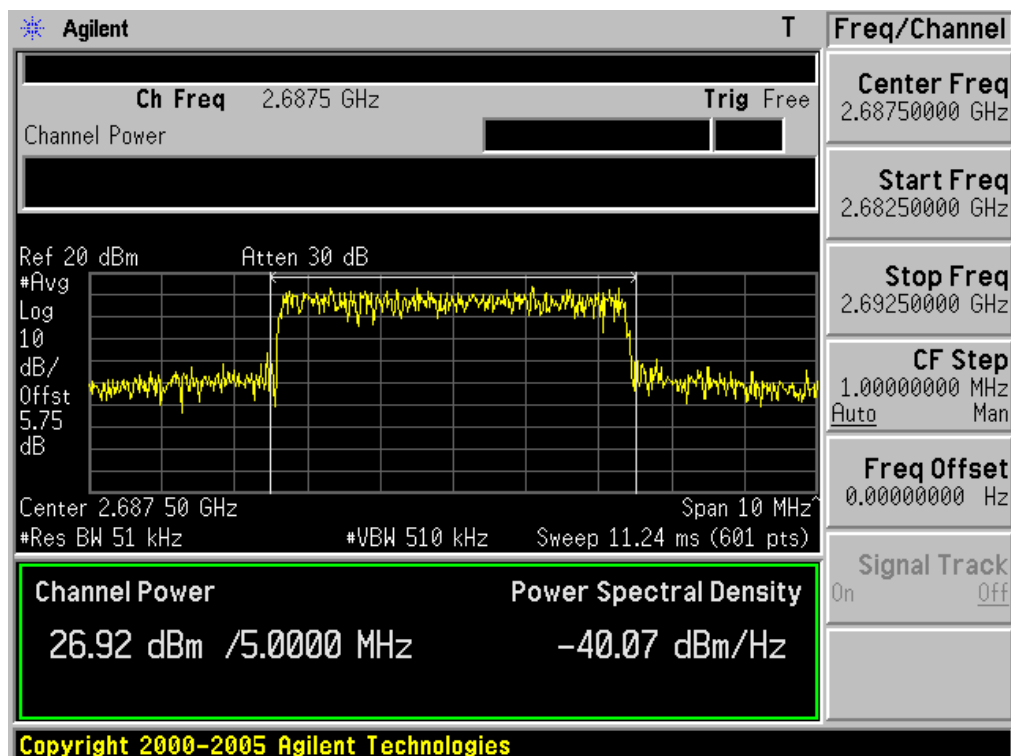 Agilent T Freq/Channel
Ch Freq 2.6875 GHz Trig Free
Channel Power
Center Freq
2.68750000 GHz
Start Freq
2.68250000 GHz
Stop Freq
2.69250000 GHz
CF Step
1.00000000 MHz
Auto Man
Freq Offset
0.00000000 Hz
Signal Track
On Off
Ref 20 dBm Atten 30 dB
#Avg
Log
10
dB/
Offst
5.75
dB
Center 2.687 50 GHz Span 10 MHz^
#Res BW 51 kHz #VBW 510 kHz Sweep 11.24 ms (601 pts)
Channel Power Power Spectral Density
26.92 dBm /5.0000 MHz -40.07 dBm/Hz
Copyright 2000-2005 Agilent Technologies